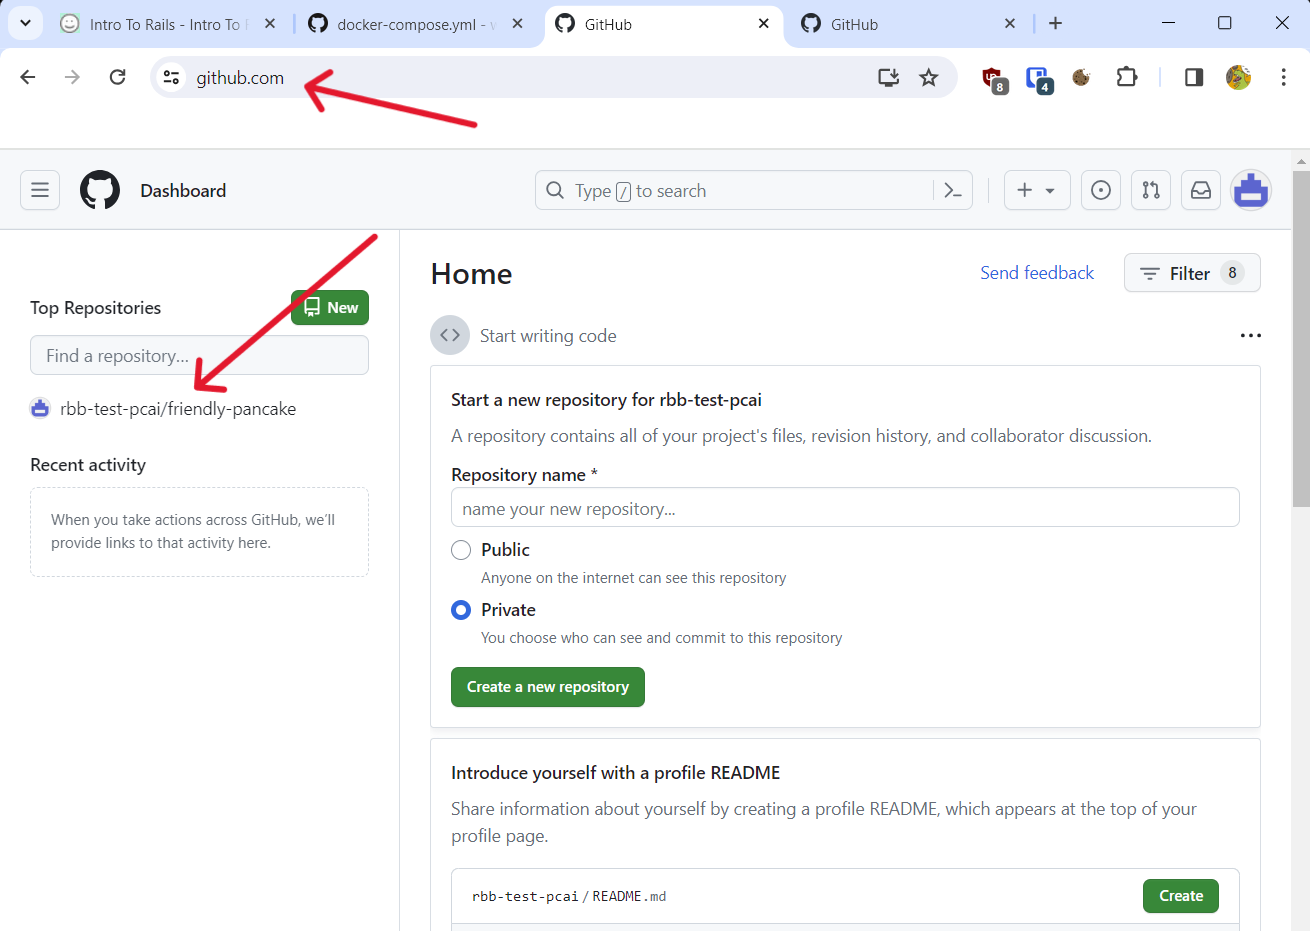 Intro To Rails - Intro To
docker-compose.yml -
GitHub
GitHub
github.com
8
4
Dashboard
Type / to search
Top Repositories
New
Find a repository...
rbb-test-pcai/friendly-pancake
Recent activity
When you take actions across GitHub, we'll
provide links to that activity here.
Home
Send feedback
Filter 8
Start writing code
Start a new repository for rbb-test-pcai
A repository contains all of your project's files, revision history, and collaborator discussion.
Repository name *
name your new repository...
Public
Anyone on the internet can see this repository
Private
You choose who can see and commit to this repository
Create a new repository
Introduce yourself with a profile README
Share information about yourself by creating a profile README, which appears at the top of your
profile page.
rbb-test-pcai / README.md
Create